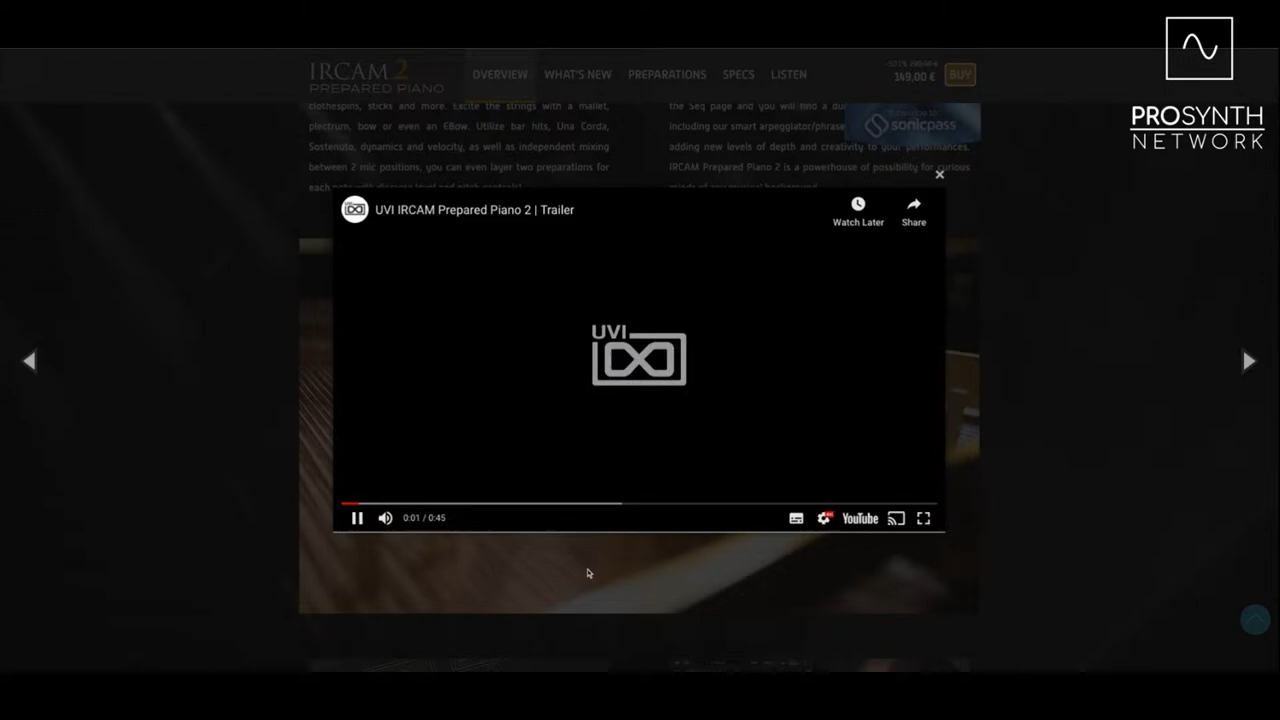 IRCAM 2
PREPARED PIANO
OVERVIEW
WHAT'S NEW
PREPARATIONS
SPECS
LISTEN
149,00 €
BUY
PROSYNTH
NETWORK
clothespins, sticks and more. Excite the strings with a mallet,
plectrum, bow or even an EBow. Utilize bar hits, Una Corda,
Sostenuto, dynamics and velocity, as well as independent mixing
between 2 mic positions, you can even layer two preparations for
the Seq page and you will find a du
including our smart arpeggiator/phrase
adding new levels of depth and creativity to your performances.
IRCAM Prepared Piano 2 is a powerhouse of possibility for curious
Subscribe to
sonicpass
UVI IRCAM Prepared Piano 2 | Trailer
Watch Later
Share
UVI
0:01 / 0:45
YouTube